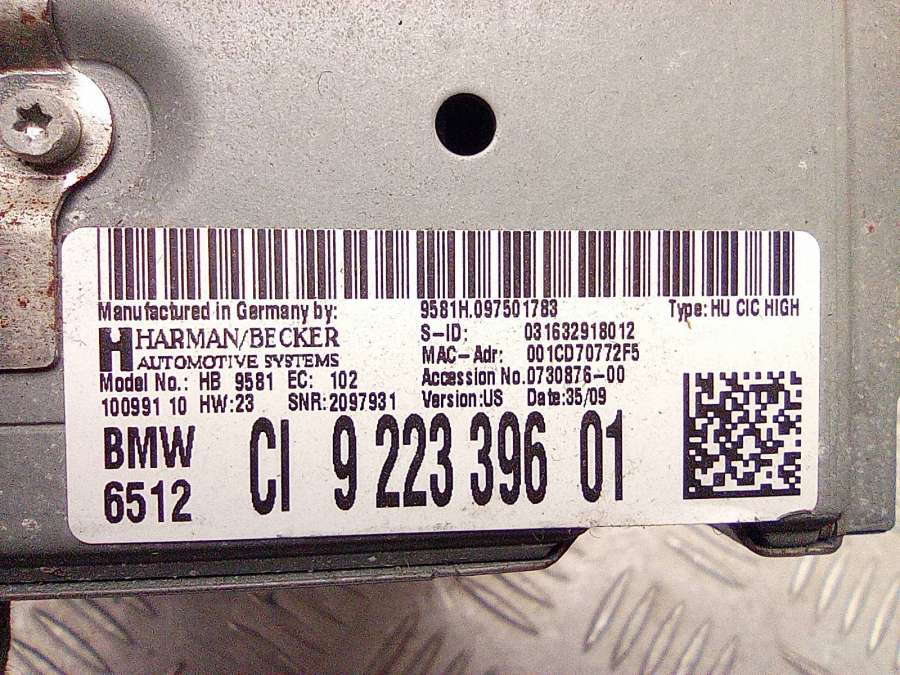 Manufactured in Germany by: 9581H.097501783 Type: HU CIC HIGH
HARMAN/BECKER S-ID: 031632918012
AUTOMOTIVE SYSTEMS MAC-Adr: 001CD70772F5
Model No.: HB 9581 EC: 102 Accession No.0730876-00
10099110 HW:23 SNR:2097931 Version:US Date:35/09
BMW CI 9 223 396 01
6512